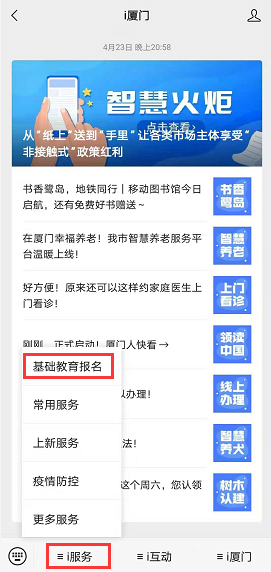 i厦门
4月23日 晚上20:58
智慧火炬
点击查看›
从“纸上”送到“手里”让各类市场主体享受“
非接触式”政策红利
书香鹭岛，地铁同行｜移动图书馆今日
启航，还有免费好书赠送～
书香
鹭岛
在厦门幸福养老！我市智慧养老服务平
台温暖上线！
智慧
养老
好方便！原来还可以这样约家庭医生上
门看诊！
上门
看诊
刚刚，正式启动！厦门人快看→
领读
中国
以办理！
线上
办理
法！
智慧
养犬
这个周六，您认领
树木
认建
基础教育报名
常用服务
上新服务
疫情防控
更多服务
≡ i服务
≡ i互动
≡ i厦门